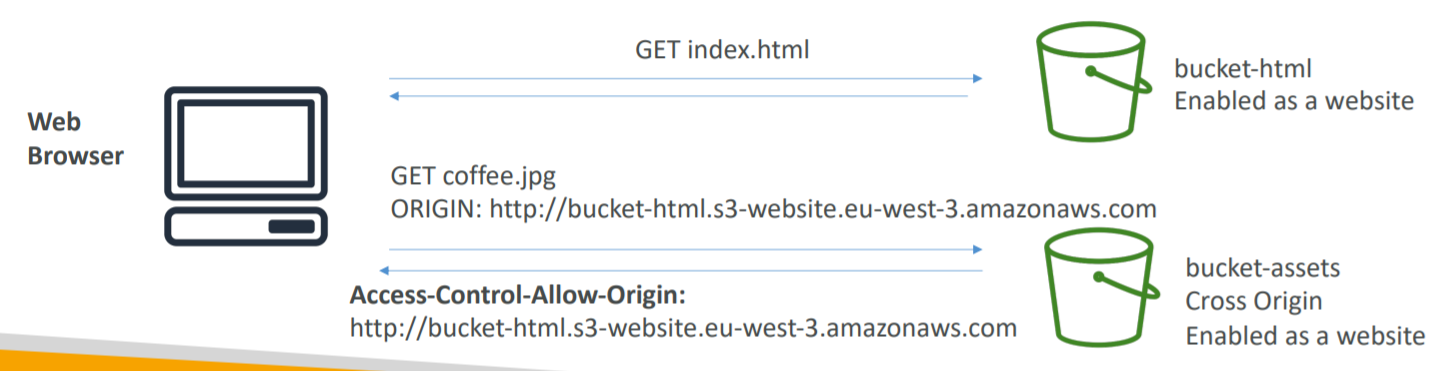 GET index.html
bucket-html
Enabled as a website
Web
Browser
GET coffee.jpg
ORIGIN: http://bucket-html.s3-website.eu-west-3.amazonaws.com
Access-Control-Allow-Origin:
http://bucket-html.s3-website.eu-west-3.amazonaws.com
bucket-assets
Cross Origin
Enabled as a website